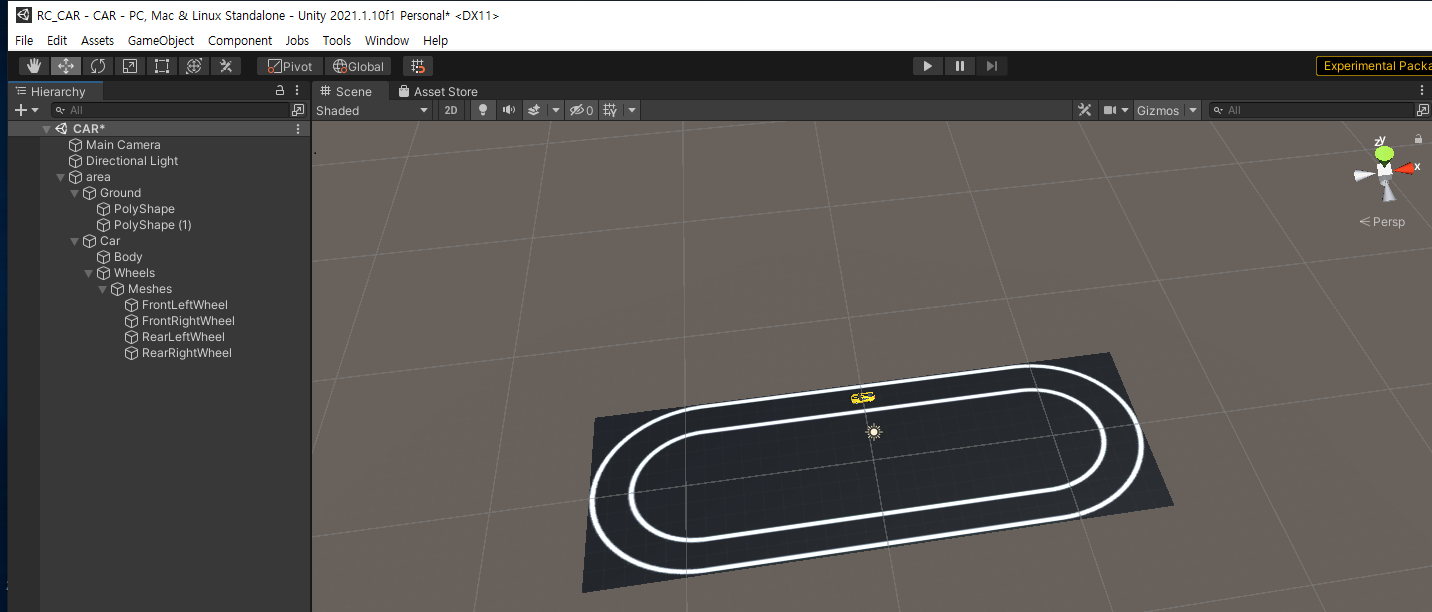 RC_CAR - CAR - PC, Mac & Linux Standalone - Unity 2021.1.10f1 Personal* <DX11>
File Edit Assets GameObject Component Jobs Tools Window Help
Pivot Global Experimental Packa
Hierarchy Scene Asset Store
All Shaded 2D 0 Gizmos All
CAR*
Main Camera
Directional Light
area
Ground
PolyShape
PolyShape (1)
Car
Body
Wheels
Meshes
FrontLeftWheel
FrontRightWheel
RearLeftWheel
RearRightWheel
z y
x
Persp